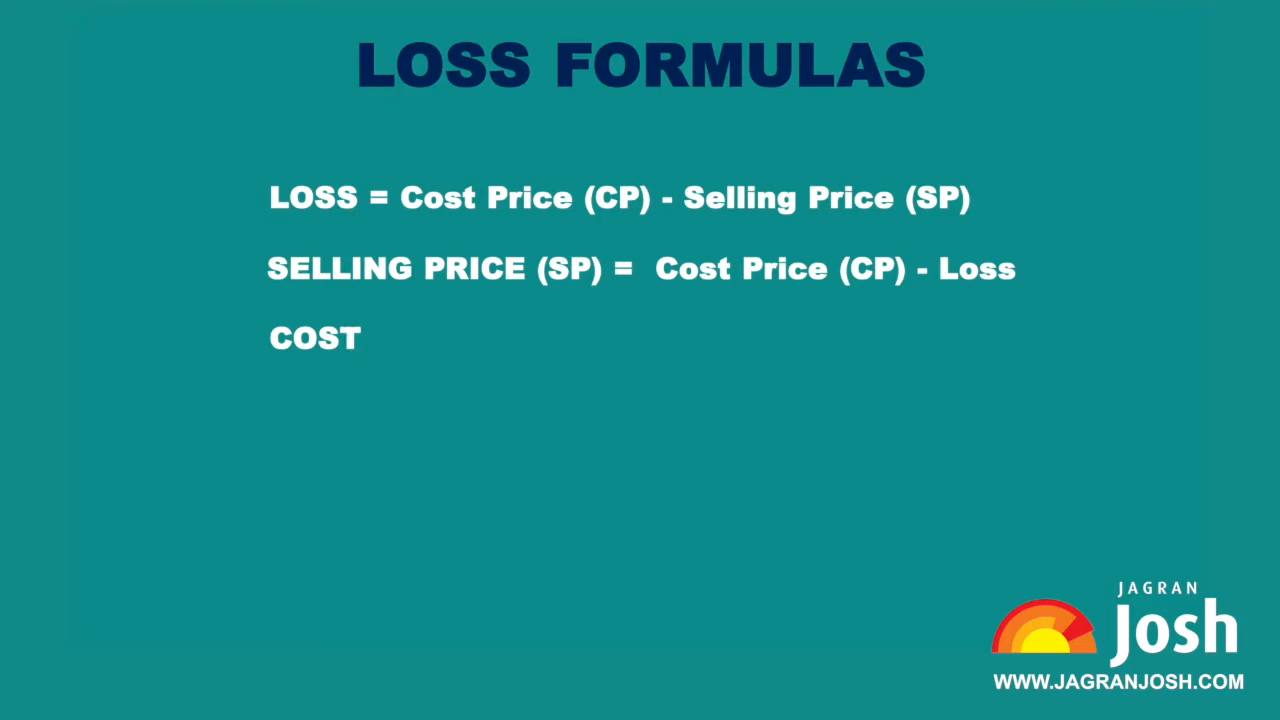 LOSS FORMULAS
LOSS = Cost Price (CP) - Selling Price (SP)
SELLING PRICE (SP) = Cost Price (CP) - Loss
COST
JAGRAN
Josh
WWW.JAGRANJOSH.COM